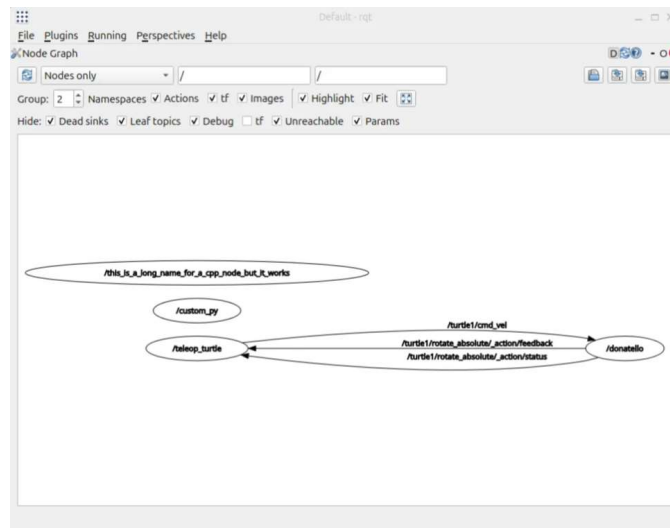 Default - rqt
File Plugins Running Perspectives Help
Node Graph
D
Nodes only / /
Group: 2 Namespaces Actions tf Images Highlight Fit
Hide: Dead sinks Leaf topics Debug tf Unreachable Params
/this_is_a_long_name_for_a_cpp_node_but_it_works
/custom_py
/turtle1/cmd_vel
/turtle1/rotate_absolute/_action/feedback
/teleop_turtle /donatello
/turtle1/rotate_absolute/_action/status